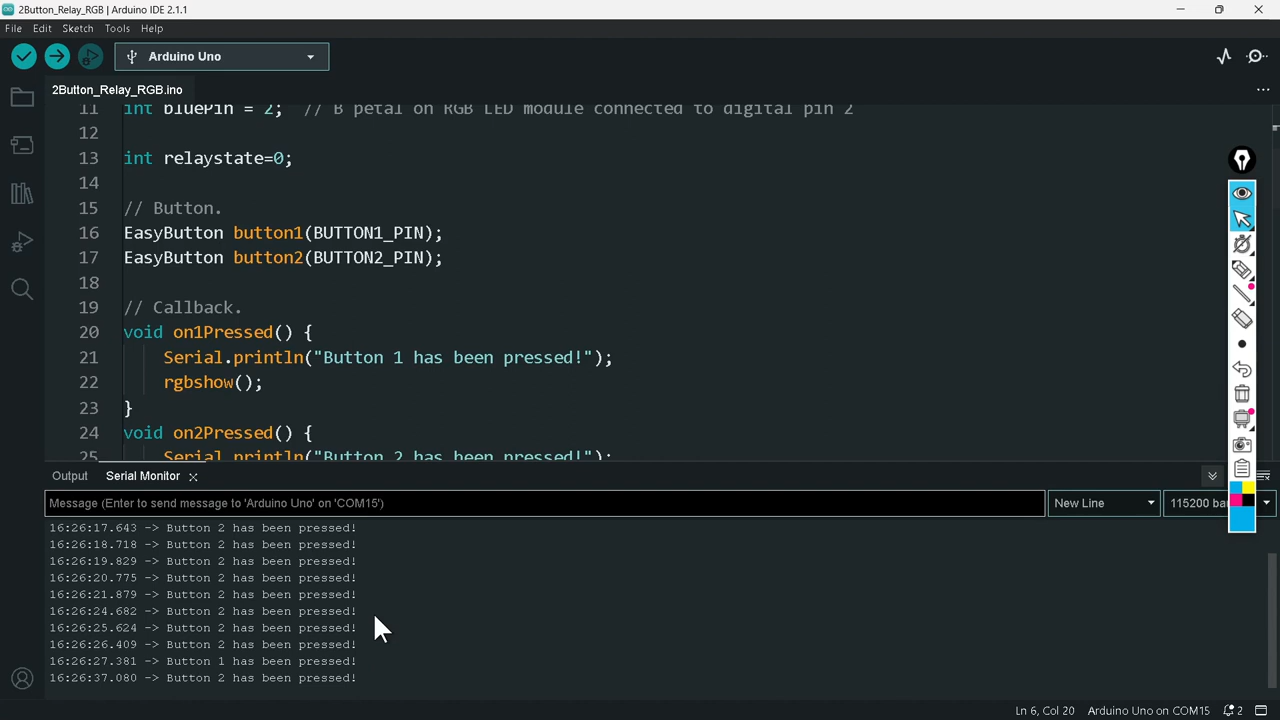 2Button_Relay_RGB | Arduino IDE 2.1.1
File Edit Sketch Tools Help
Arduino Uno
2Button_Relay_RGB.ino
11 int bluePin = 2; // B petal on RGB LED module connected to digital pin 2
12
13 int relaystate=0;
14
15 // Button.
16 EasyButton button1(BUTTON1_PIN);
17 EasyButton button2(BUTTON2_PIN);
18
19 // Callback.
20 void on1Pressed() {
21 Serial.println("Button 1 has been pressed!");
22 rgbshow();
23 }
24 void on2Pressed() {
25 Serial.println("Button 2 has been pressed!");
Output Serial Monitor
Message (Enter to send message to 'Arduino Uno' on 'COM15') New Line 115200
16:26:17.643 -> Button 2 has been pressed!
16:26:18.718 -> Button 2 has been pressed!
16:26:19.829 -> Button 2 has been pressed!
16:26:20.775 -> Button 2 has been pressed!
16:26:21.879 -> Button 2 has been pressed!
16:26:24.682 -> Button 2 has been pressed!
16:26:25.624 -> Button 2 has been pressed!
16:26:26.409 -> Button 2 has been pressed!
16:26:27.381 -> Button 1 has been pressed!
16:26:37.080 -> Button 2 has been pressed!
Ln 6, Col 20 Arduino Uno on COM15 2